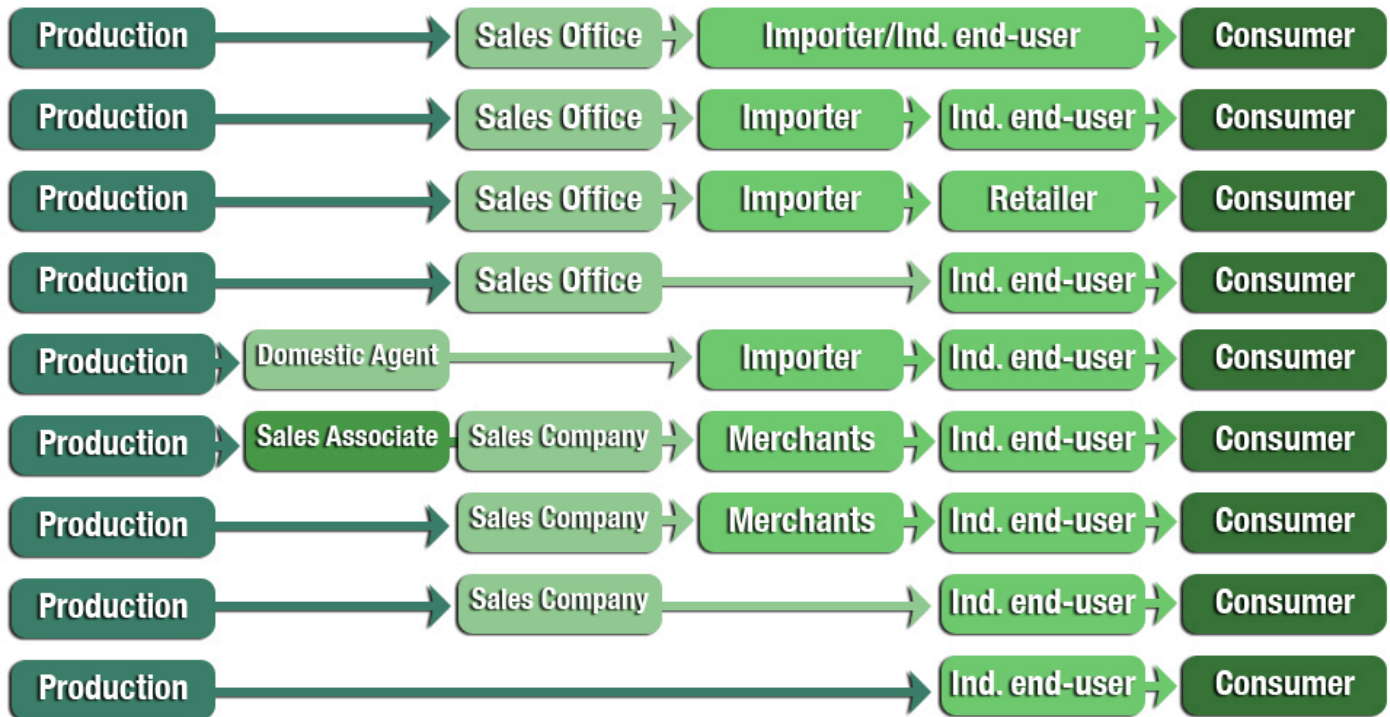 Production Sales Office Importer/Ind. end-user Consumer
Production Sales Office Importer Ind. end-user Consumer
Production Sales Office Importer Retailer Consumer
Production Sales Office Ind. end-user Consumer
Production Domestic Agent Importer Ind. end-user Consumer
Production Sales Associate Sales Company Merchants Ind. end-user Consumer
Production Sales Company Merchants Ind. end-user Consumer
Production Sales Company Ind. end-user Consumer
Production Ind. end-user Consumer